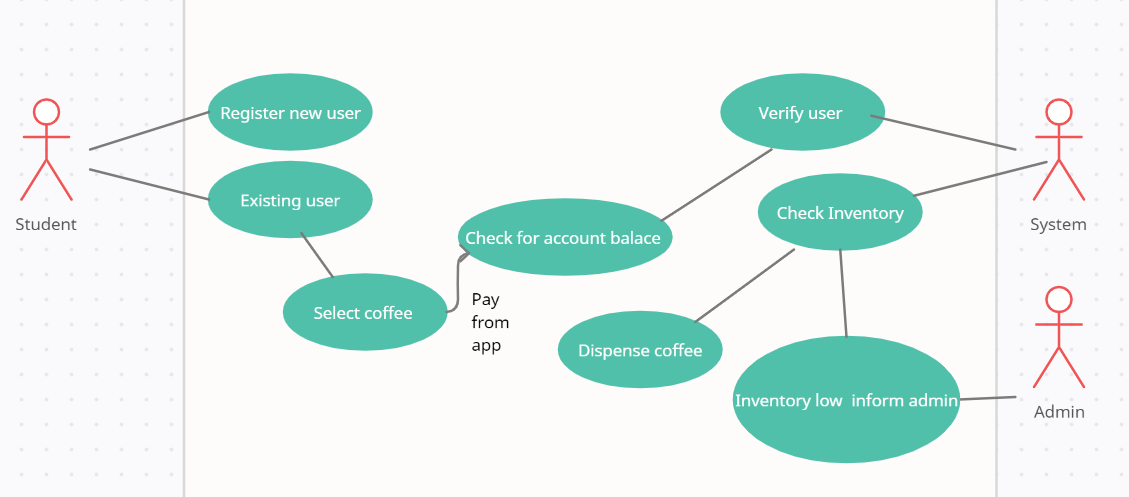 Register new user
Verify user
Existing user
Check Inventory
Student
System
Check for account balace
Pay
from
app
Select coffee
Dispense coffee
Inventory low  inform admin
Admin